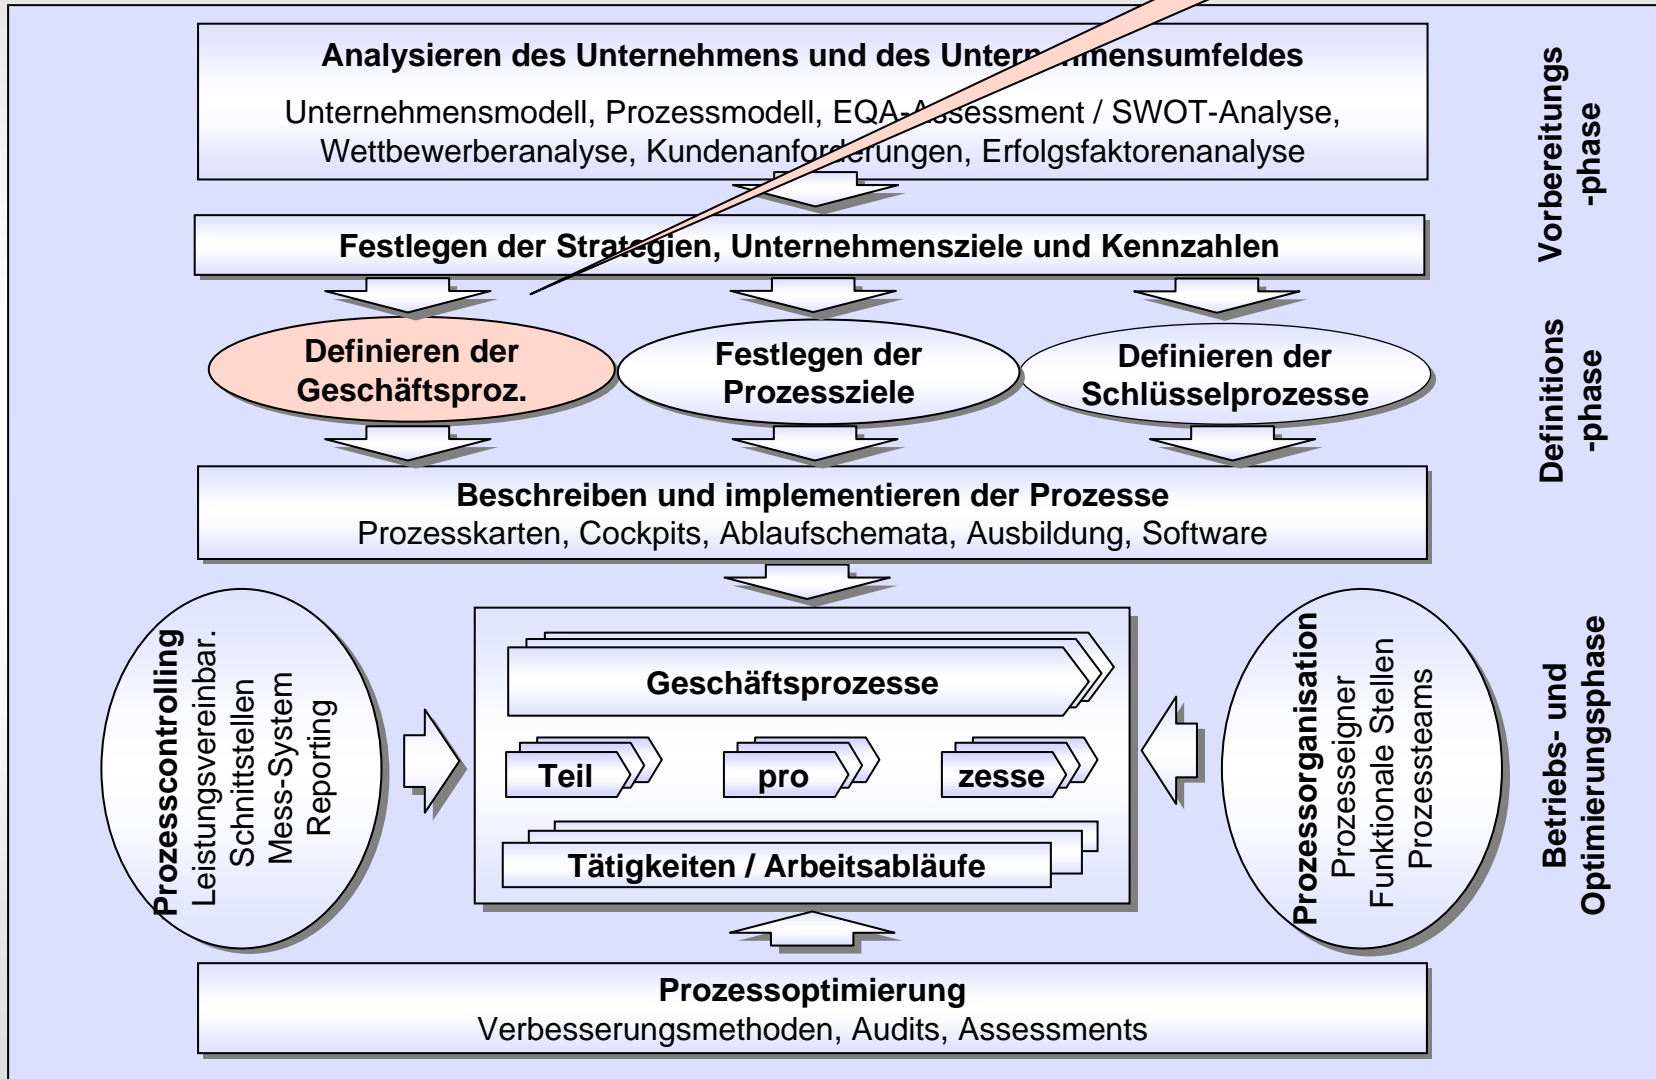 Analysieren des Unternehmens und des Unternehmensumfeldes
Unternehmensmodell, Prozessmodell, EQA-Assessment / SWOT-Analyse,
Wettbewerberanalyse, Kundenanforderungen, Erfolgsfaktorenanalyse
Vorbereitungs
-phase
Festlegen der Strategien, Unternehmensziele und Kennzahlen
Definieren der
Geschäftsproz.
Festlegen der
Prozessziele
Definieren der
Schlüsselprozesse
Definitions
-phase
Beschreiben und implementieren der Prozesse
Prozesskarten, Cockpits, Ablaufschemata, Ausbildung, Software
Prozesscontrolling
Leistungsvereinbar.
Schnittstellen
Mess-System
Reporting
Geschäftsprozesse
Teil
pro
zesse
Tätigkeiten / Arbeitsabläufe
Prozessorganisation
Prozesseigner
Funktionale Stellen
Prozessteams
Betriebs- und
Optimierungsphase
Prozessoptimierung
Verbesserungsmethoden, Audits, Assessments